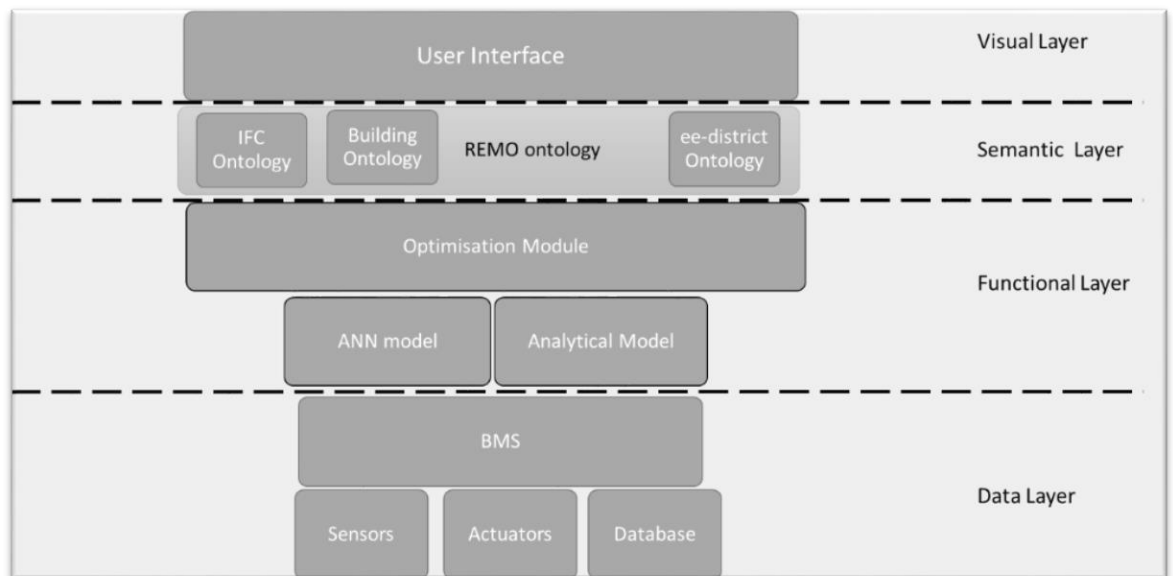 User Interface
Visual Layer
IFC
Ontology
Building
Ontology
REMO ontology
ee-district
Ontology
Semantic Layer
Optimisation Module
Functional Layer
ANN model
Analytical Model
BMS
Data Layer
Sensors
Actuators
Database